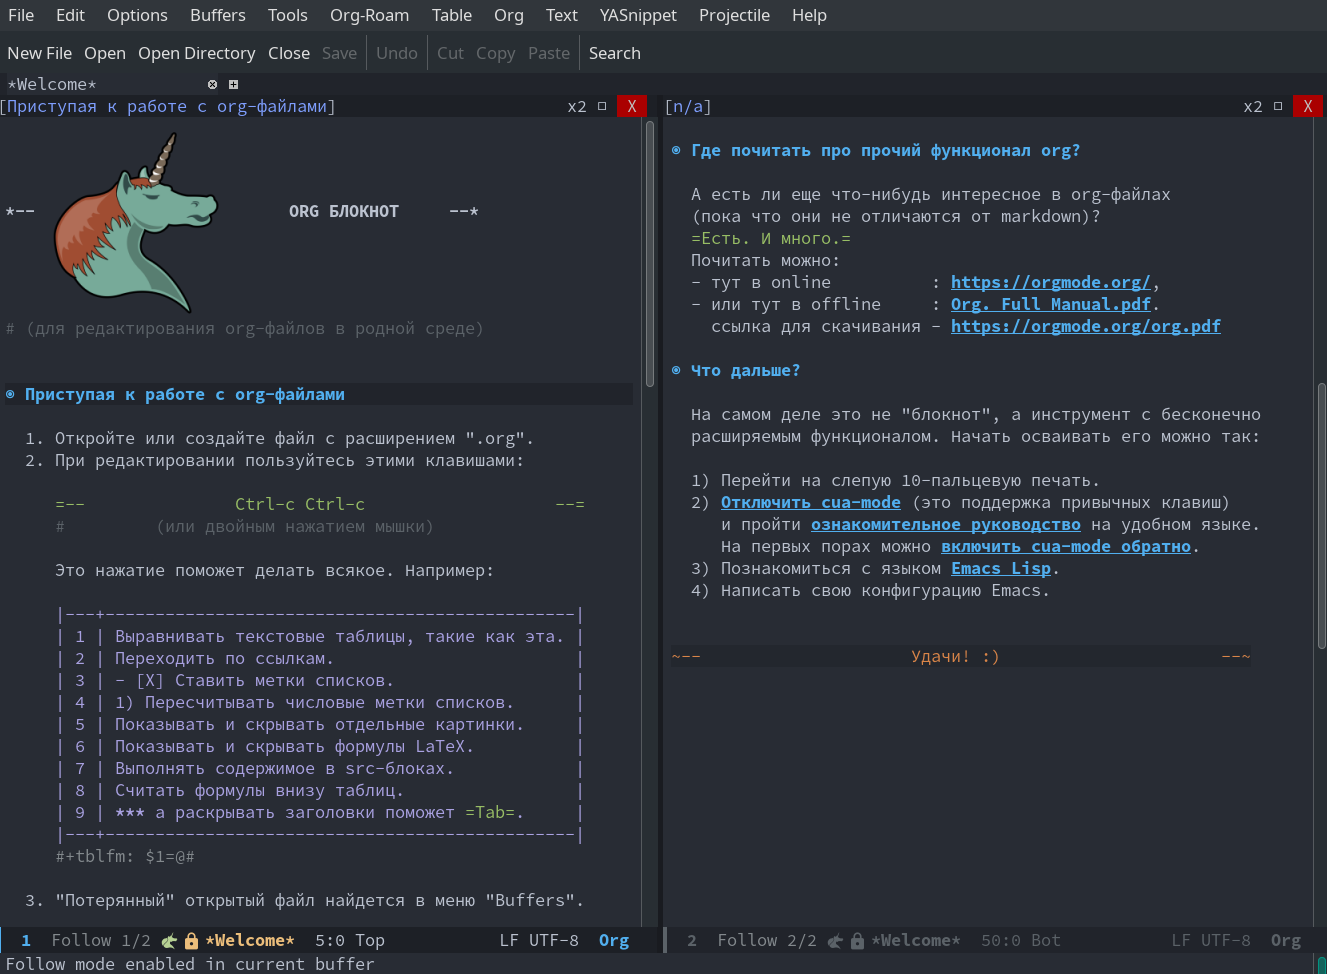 File Edit Options Buffers Tools Org-Roam Table Org Text YASnippet Projectile Help
New File Open Open Directory Close Save Undo Cut Copy Paste Search
*Welcome*
[Приступая к работе с org-файлами] x2 X
*-- ORG БЛОКНОТ --*
# (для редактирования org-файлов в родной среде)
Приступая к работе с org-файлами
1. Откройте или создайте файл с расширением ".org".
2. При редактировании пользуйтесь этими клавишами:
=-- Ctrl-c Ctrl-c --=
# (или двойным нажатием мышки)
Это нажатие поможет делать всякое. Например:
|---+-----------------------------------------------|
| 1 | Выравнивать текстовые таблицы, такие как эта. |
| 2 | Переходить по ссылкам. |
| 3 | - [X] Ставить метки списков. |
| 4 | 1) Пересчитывать числовые метки списков. |
| 5 | Показывать и скрывать отдельные картинки. |
| 6 | Показывать и скрывать формулы LaTeX. |
| 7 | Выполнять содержимое в src-блоках. |
| 8 | Считать формулы внизу таблиц. |
| 9 | *** а раскрывать заголовки поможет =Tab=. |
|---+-----------------------------------------------|
#+tblfm: $1=@#
3. "Потерянный" открытый файл найдется в меню "Buffers".
1 Follow 1/2 *Welcome* 5:0 Top LF UTF-8 Org
[n/a] x2 X
Где почитать про прочий функционал org?
А есть ли еще что-нибудь интересное в org-файлах
(пока что они не отличаются от markdown)?
=Есть. И много.=
Почитать можно:
- тут в online : https://orgmode.org/,
- или тут в offline : Org. Full Manual.pdf.
ссылка для скачивания - https://orgmode.org/org.pdf
Что дальше?
На самом деле это не "блокнот", а инструмент с бесконечно
расширяемым функционалом. Начать осваивать его можно так:
1) Перейти на слепую 10-пальцевую печать.
2) Отключить cua-mode (это поддержка привычных клавиш)
и пройти ознакомительное руководство на удобном языке.
На первых порах можно включить cua-mode обратно.
3) Познакомиться с языком Emacs Lisp.
4) Написать свою конфигурацию Emacs.
~-- Удачи! :) --~
2 Follow 2/2 *Welcome* 50:0 Bot LF UTF-8 Org
Follow mode enabled in current buffer